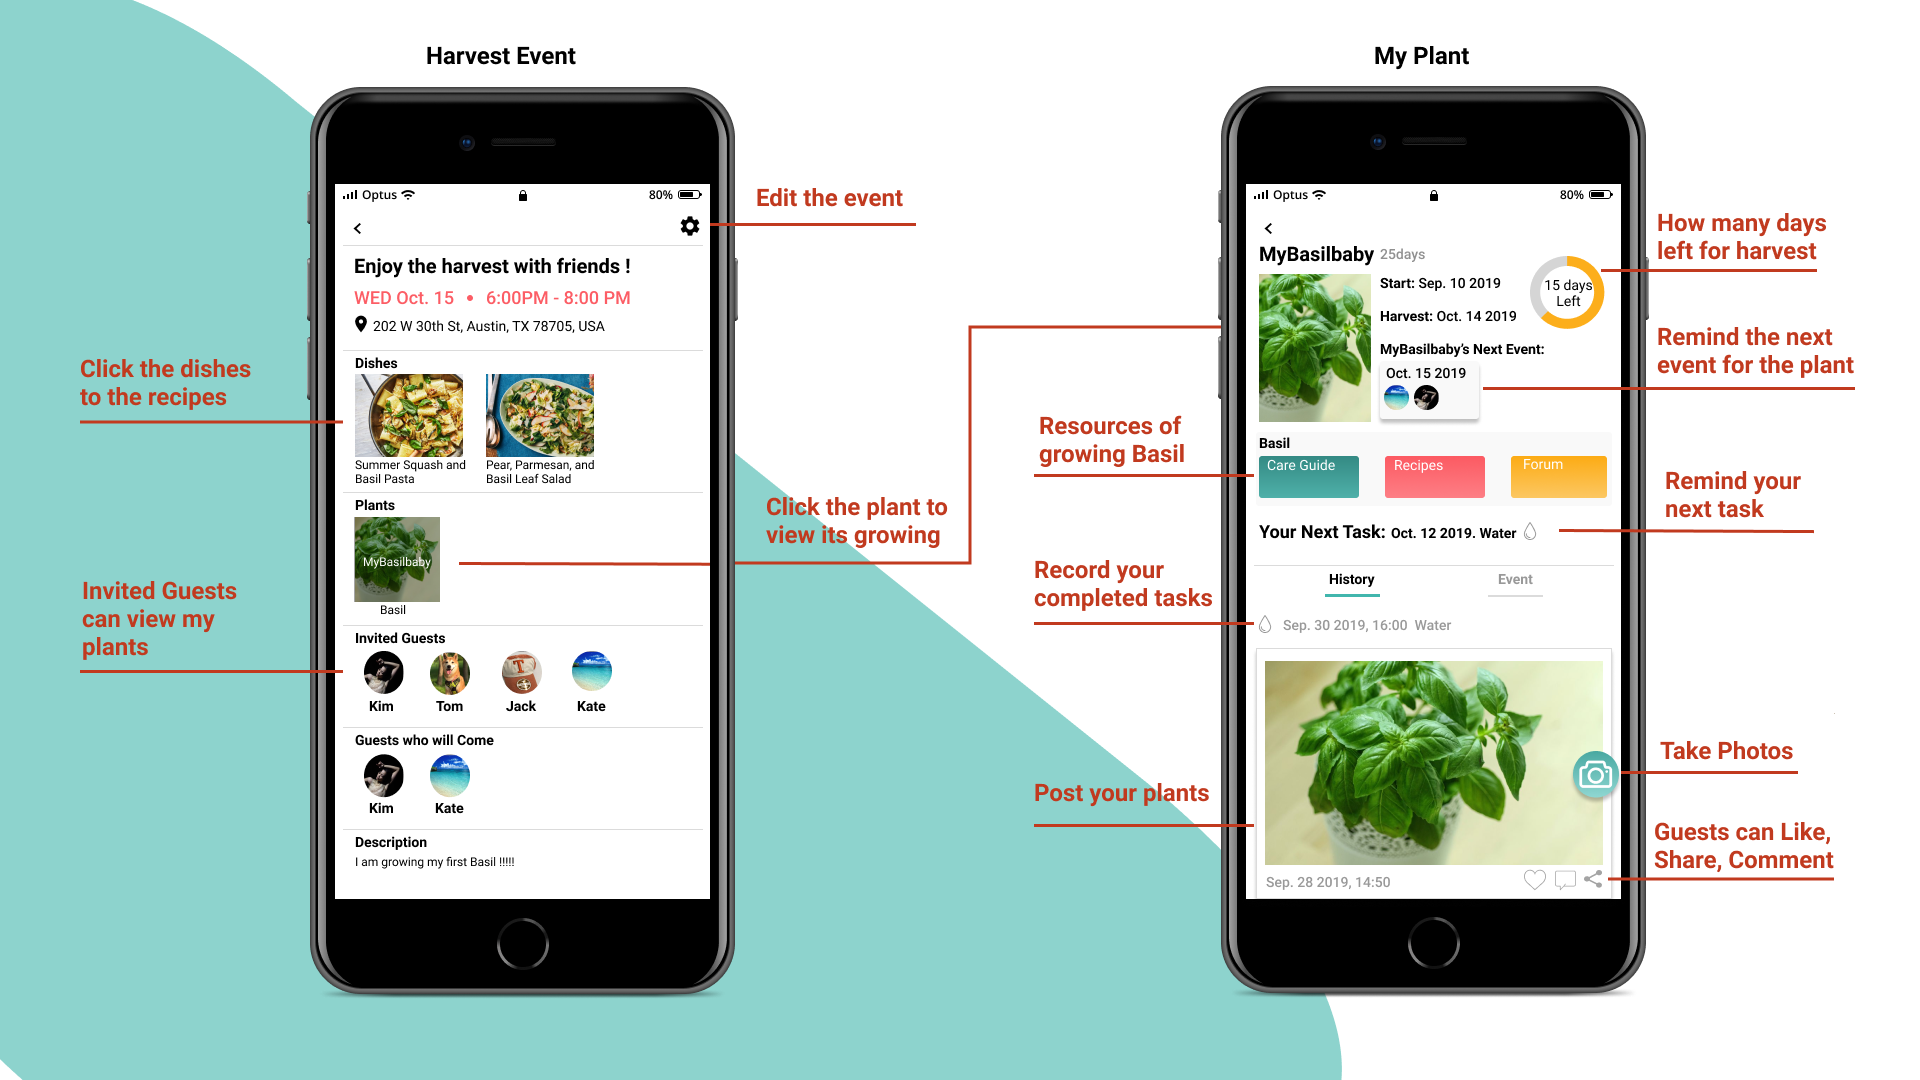 Harvest Event
My Plant
Optus
80%
Enjoy the harvest with friends !
WED Oct. 15 • 6:00PM - 8:00 PM
202 W 30th St, Austin, TX 78705, USA
Dishes
Summer Squash and
Basil Pasta
Pear, Parmesan, and
Basil Leaf Salad
Plants
MyBasilbaby
Basil
Invited Guests
Kim
Tom
Jack
Kate
Guests who will Come
Kim
Kate
Description
I am growing my first Basil !!!!!
Click the dishes
to the recipes
Invited Guests
can view my
plants
Edit the event
Click the plant to
view its growing
Optus
80%
MyBasilbaby 25days
Start: Sep. 10 2019
Harvest: Oct. 14 2019
15 days
Left
MyBasilbaby's Next Event:
Oct. 15 2019
Basil
Care Guide
Recipes
Forum
Your Next Task: Oct. 12 2019. Water
History
Event
Sep. 30 2019, 16:00 Water
Sep. 28 2019, 14:50
Resources of
growing Basil
Record your
completed tasks
Post your plants
How many days
left for harvest
Remind the next
event for the plant
Remind your
next task
Take Photos
Guests can Like,
Share, Comment